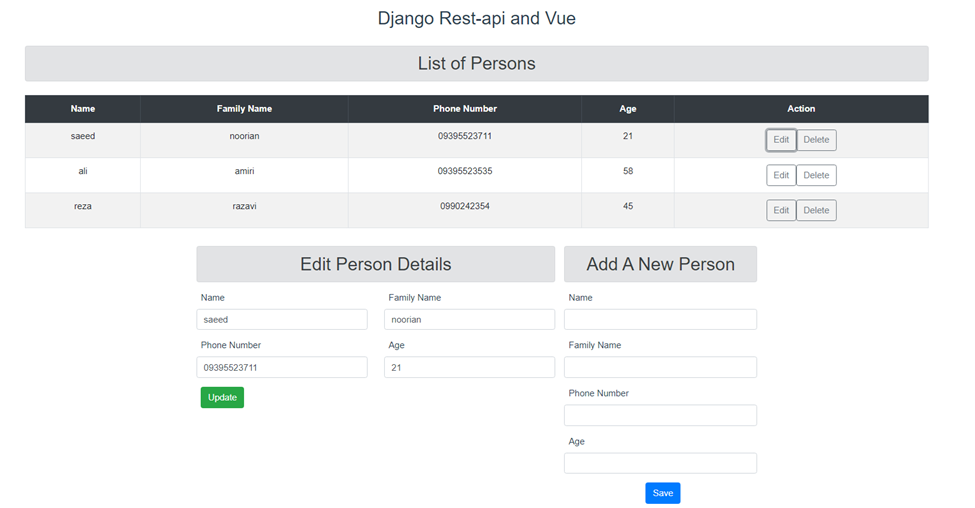 Django Rest-api and Vue
List of Persons
Name Family Name Phone Number Age Action
saeed noorian 09395523711 21 Edit Delete
ali amiri 09395523535 58 Edit Delete
reza razavi 0990242354 45 Edit Delete
Edit Person Details
Name Family Name
saeed noorian
Phone Number Age
09395523711 21
Update
Add A New Person
Name
Family Name
Phone Number
Age
Save